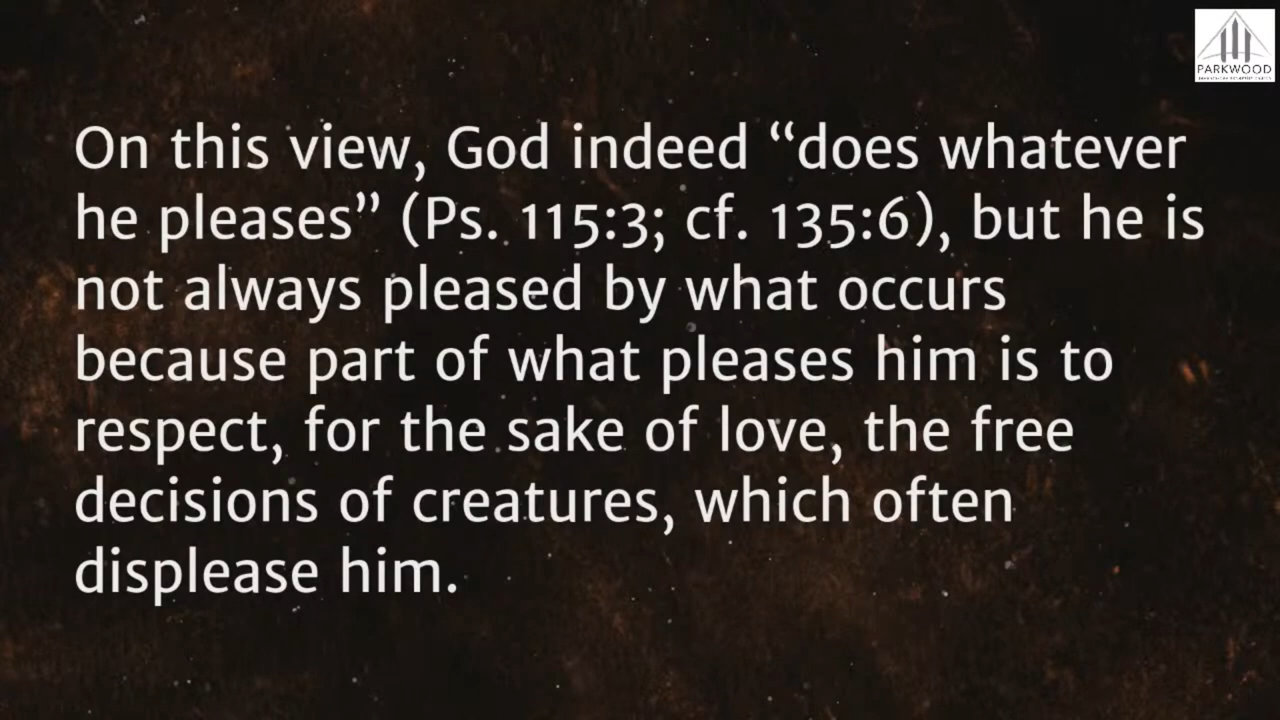 PARKWOOD
On this view, God indeed “does whatever
he pleases” (Ps. 115:3; cf. 135:6), but he is
not always pleased by what occurs
because part of what pleases him is to
respect, for the sake of love, the free
decisions of creatures, which often
displease him.